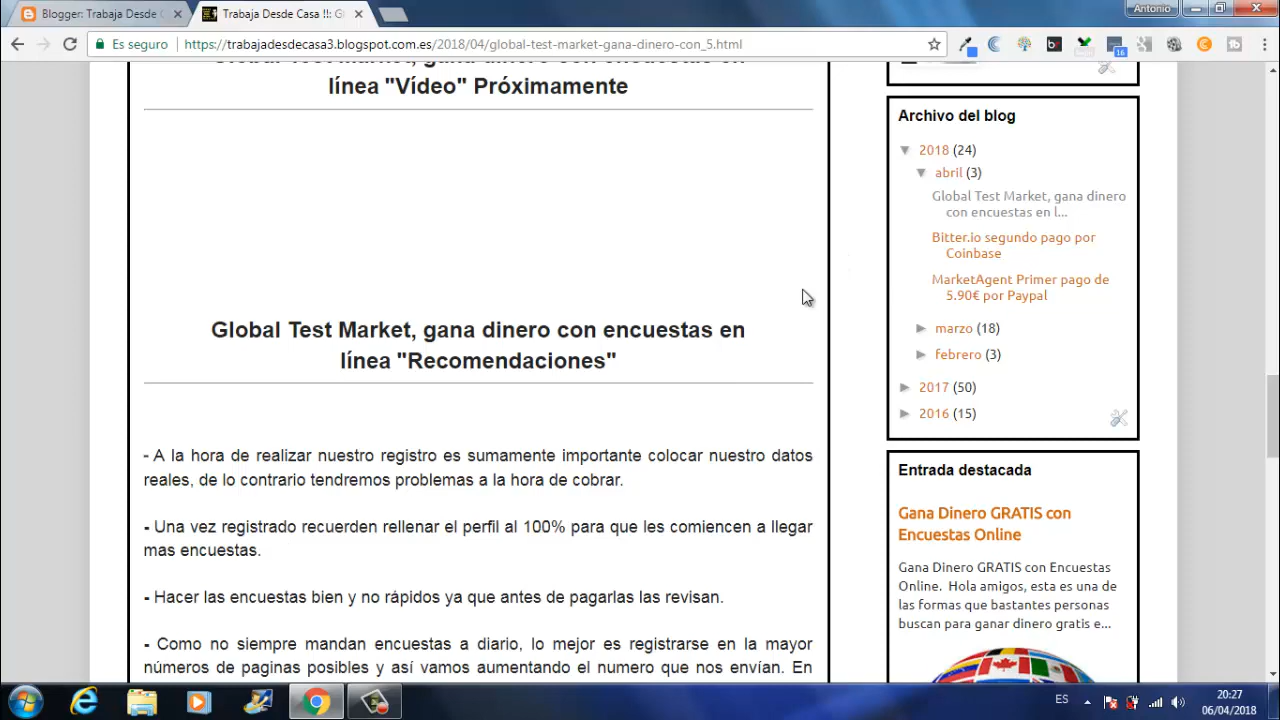 Blogger: Trabaja Desde C
Trabaja Desde Casa !!: Gl
Antonio
Es seguro
https://trabajadesdecasa3.blogspot.com.es/2018/04/global-test-market-gana-dinero-con_5.html
16
Global Test Market, gana dinero con encuestas en
línea "Vídeo" Próximamente
Global Test Market, gana dinero con encuestas en
línea "Recomendaciones"
- A la hora de realizar nuestro registro es sumamente importante colocar nuestro datos
reales, de lo contrario tendremos problemas a la hora de cobrar.
- Una vez registrado recuerden rellenar el perfil al 100% para que les comiencen a llegar
mas encuestas.
- Hacer las encuestas bien y no rápidos ya que antes de pagarlas las revisan.
- Como no siempre mandan encuestas a diario, lo mejor es registrarse en la mayor
números de paginas posibles y así vamos aumentando el numero que nos envían. En
Archivo del blog
▼ 2018 (24)
▼ abril (3)
Global Test Market, gana dinero
con encuestas en l...
Bitter.io segundo pago por
Coinbase
MarketAgent Primer pago de
5.90€ por Paypal
► marzo (18)
► febrero (3)
► 2017 (50)
► 2016 (15)
Entrada destacada
Gana Dinero GRATIS con
Encuestas Online
Gana Dinero GRATIS con Encuestas
Online. Hola amigos, esta es una de
las formas que bastantes personas
buscan para ganar dinero gratis e...
ES
20:27
06/04/2018